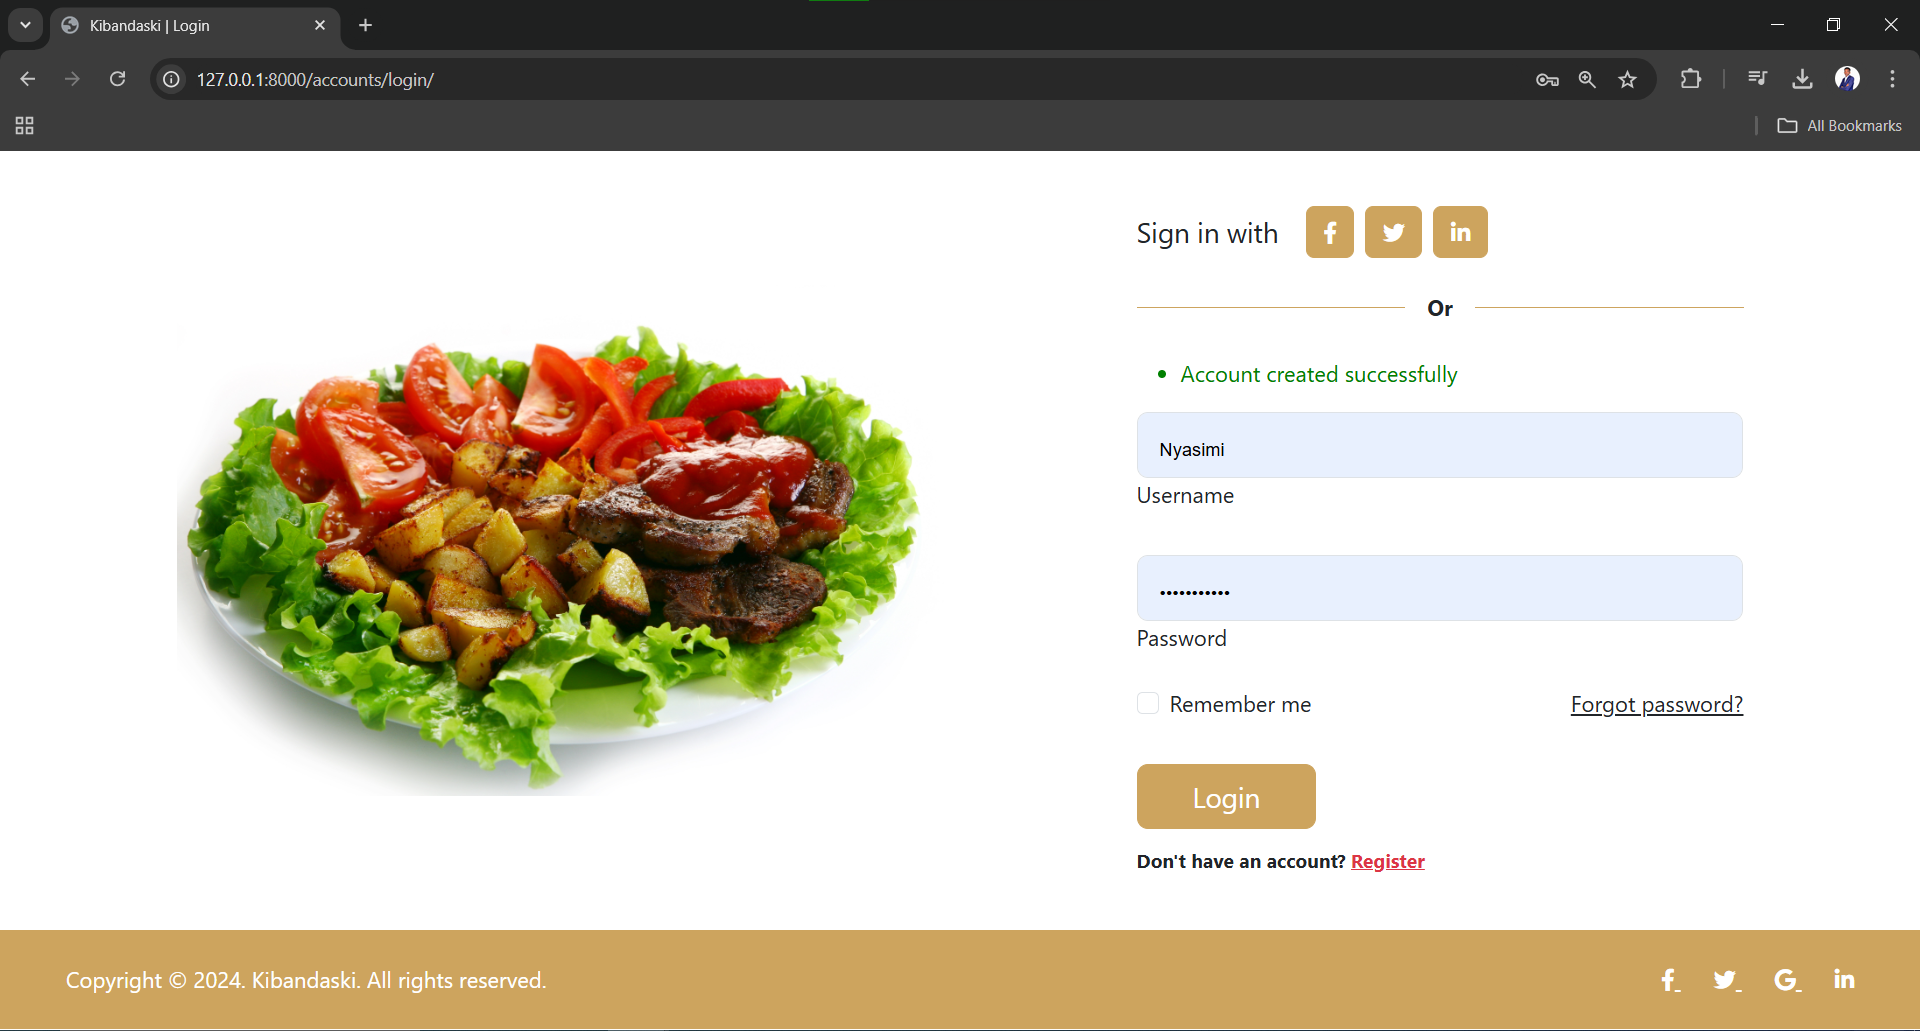 Kibandaski | Login
127.0.0.1:8000/accounts/login/
All Bookmarks
Sign in with
Or
Account created successfully
Nyasimi
Username
•••••••••••
Password
Remember me
Forgot password?
Login
Don't have an account? Register
Copyright © 2024. Kibandaski. All rights reserved.